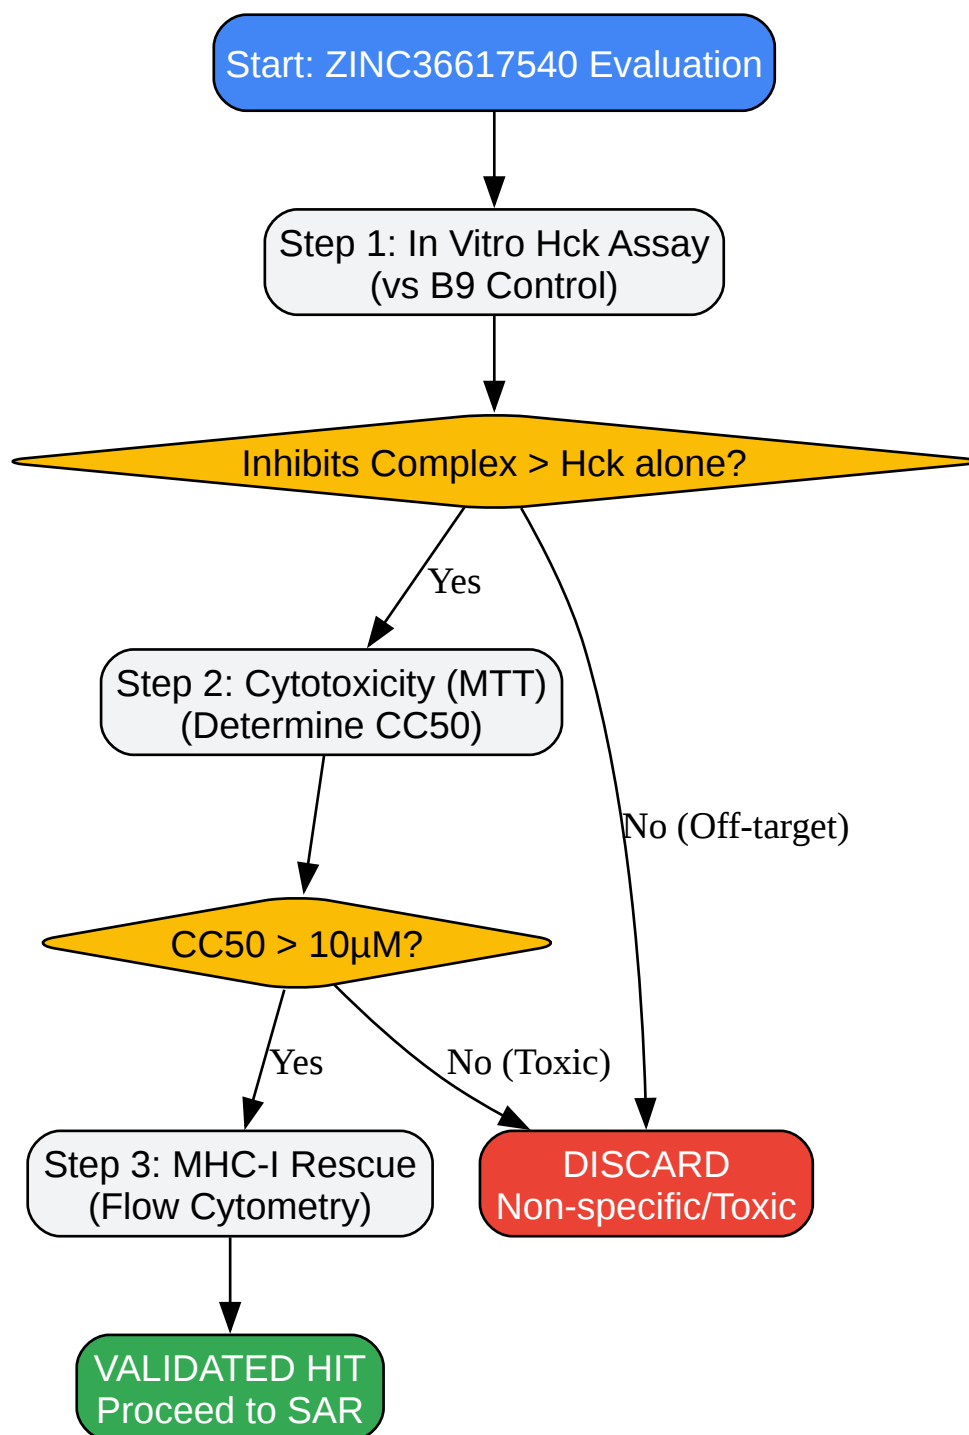 Start: ZINC36617540 Evaluation
Step 1: In Vitro Hck Assay
(vs B9 Control)
Inhibits Complex > Hck alone?
Yes
Step 2: Cytotoxicity (MTT)
(Determine CC50)
No (Off-target)
CC50 > 10µM?
Yes
No (Toxic)
Step 3: MHC-I Rescue
(Flow Cytometry)
DISCARD
Non-specific/Toxic
VALIDATED HIT
Proceed to SAR